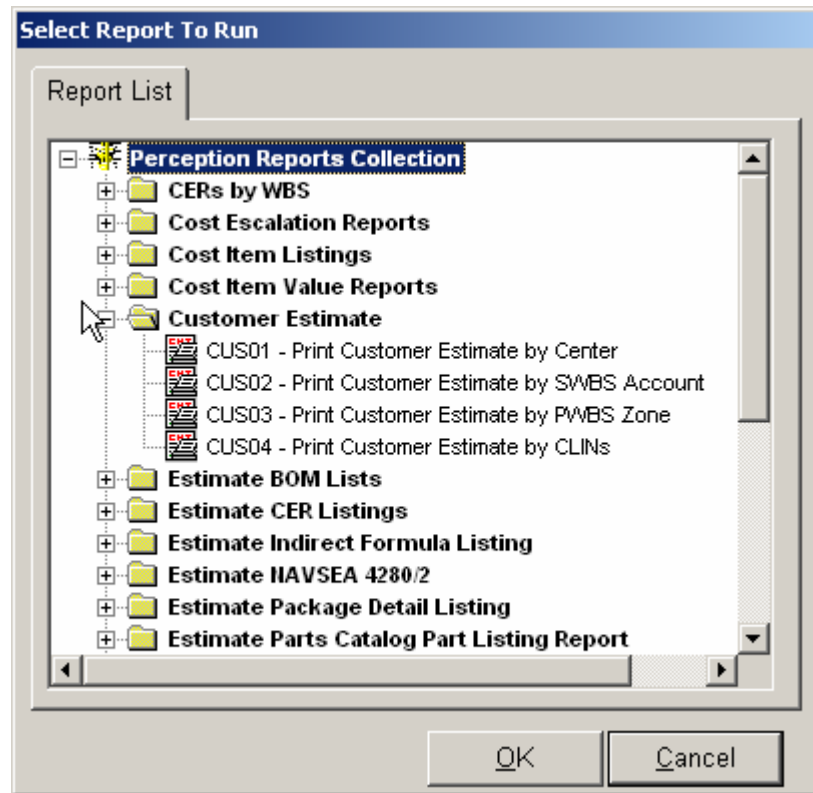 Select Report To Run
Report List
Perception Reports Collection
CERs by WBS
Cost Escalation Reports
Cost Item Listings
Cost Item Value Reports
Customer Estimate
CUS01 - Print Customer Estimate by Center
CUS02 - Print Customer Estimate by SWBS Account
CUS03 - Print Customer Estimate by PWBS Zone
CUS04 - Print Customer Estimate by CLINs
Estimate BOM Lists
Estimate CER Listings
Estimate Indirect Formula Listing
Estimate NAVSEA 4280/2
Estimate Package Detail Listing
Estimate Parts Catalog Part Listing Report
OK Cancel